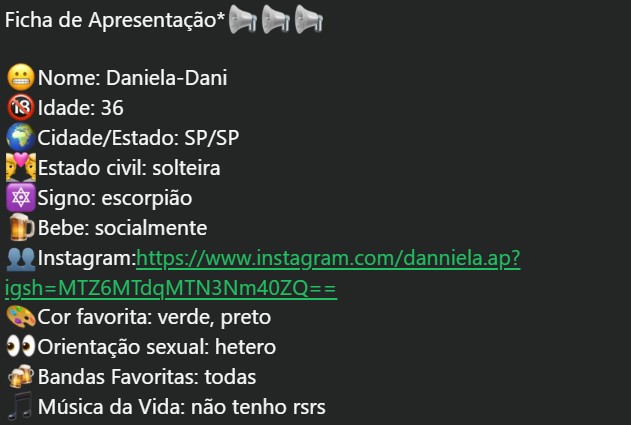 Ficha de Apresentação*📢📢📢
😬Nome: Daniela-Dani
🔞Idade: 36
🌍Cidade/Estado: SP/SP
💏Estado civil: solteira
🔯Signo: escorpião
🍺Bebe: socialmente
👥Instagram:https://www.instagram.com/danniela.ap?
igsh=MTZ6MTdqMTN3Nm40ZQ==
🎨Cor favorita: verde, preto
👀Orientação sexual: hetero
🍻Bandas Favoritas: todas
🎵Música da Vida: não tenho rsrs